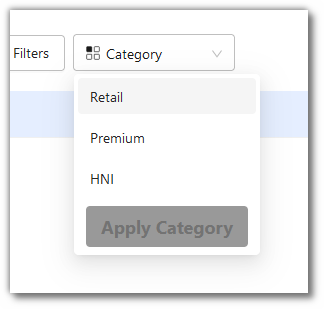 Filters
Category
Retail
Premium
HNI
Apply Category